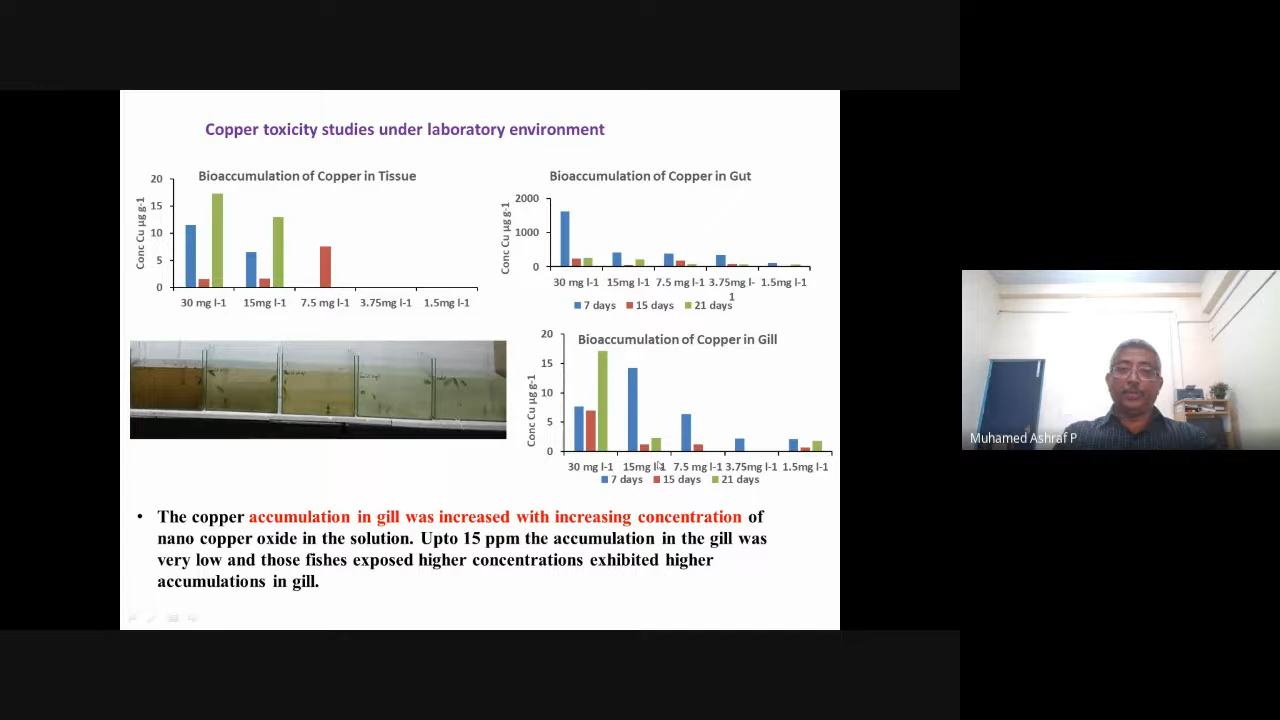 Copper toxicity studies under laboratory environment
Bioaccumulation of Copper in Tissue
Conc Cu µg g-1
20
15
10
5
0
30 mg l-1 15mg l-1 7.5 mg l-1 3.75mg l-1 1.5mg l-1
Bioaccumulation of Copper in Gut
Conc Cu µg g-1
2000
1000
0
30 mg l-1 15mg l-1 7.5 mg l-1 3.75mg l- 1.5mg l-1
1
7 days 15 days 21 days
Bioaccumulation of Copper in Gill
Conc Cu µg g-1
20
15
10
5
0
30 mg l-1 15mg l-1 7.5 mg l-1 3.75mg l-1 1.5mg l-1
7 days 15 days 21 days
• The copper accumulation in gill was increased with increasing concentration of
nano copper oxide in the solution. Upto 15 ppm the accumulation in the gill was
very low and those fishes exposed higher concentrations exhibited higher
accumulations in gill.
Muhamed Ashraf P